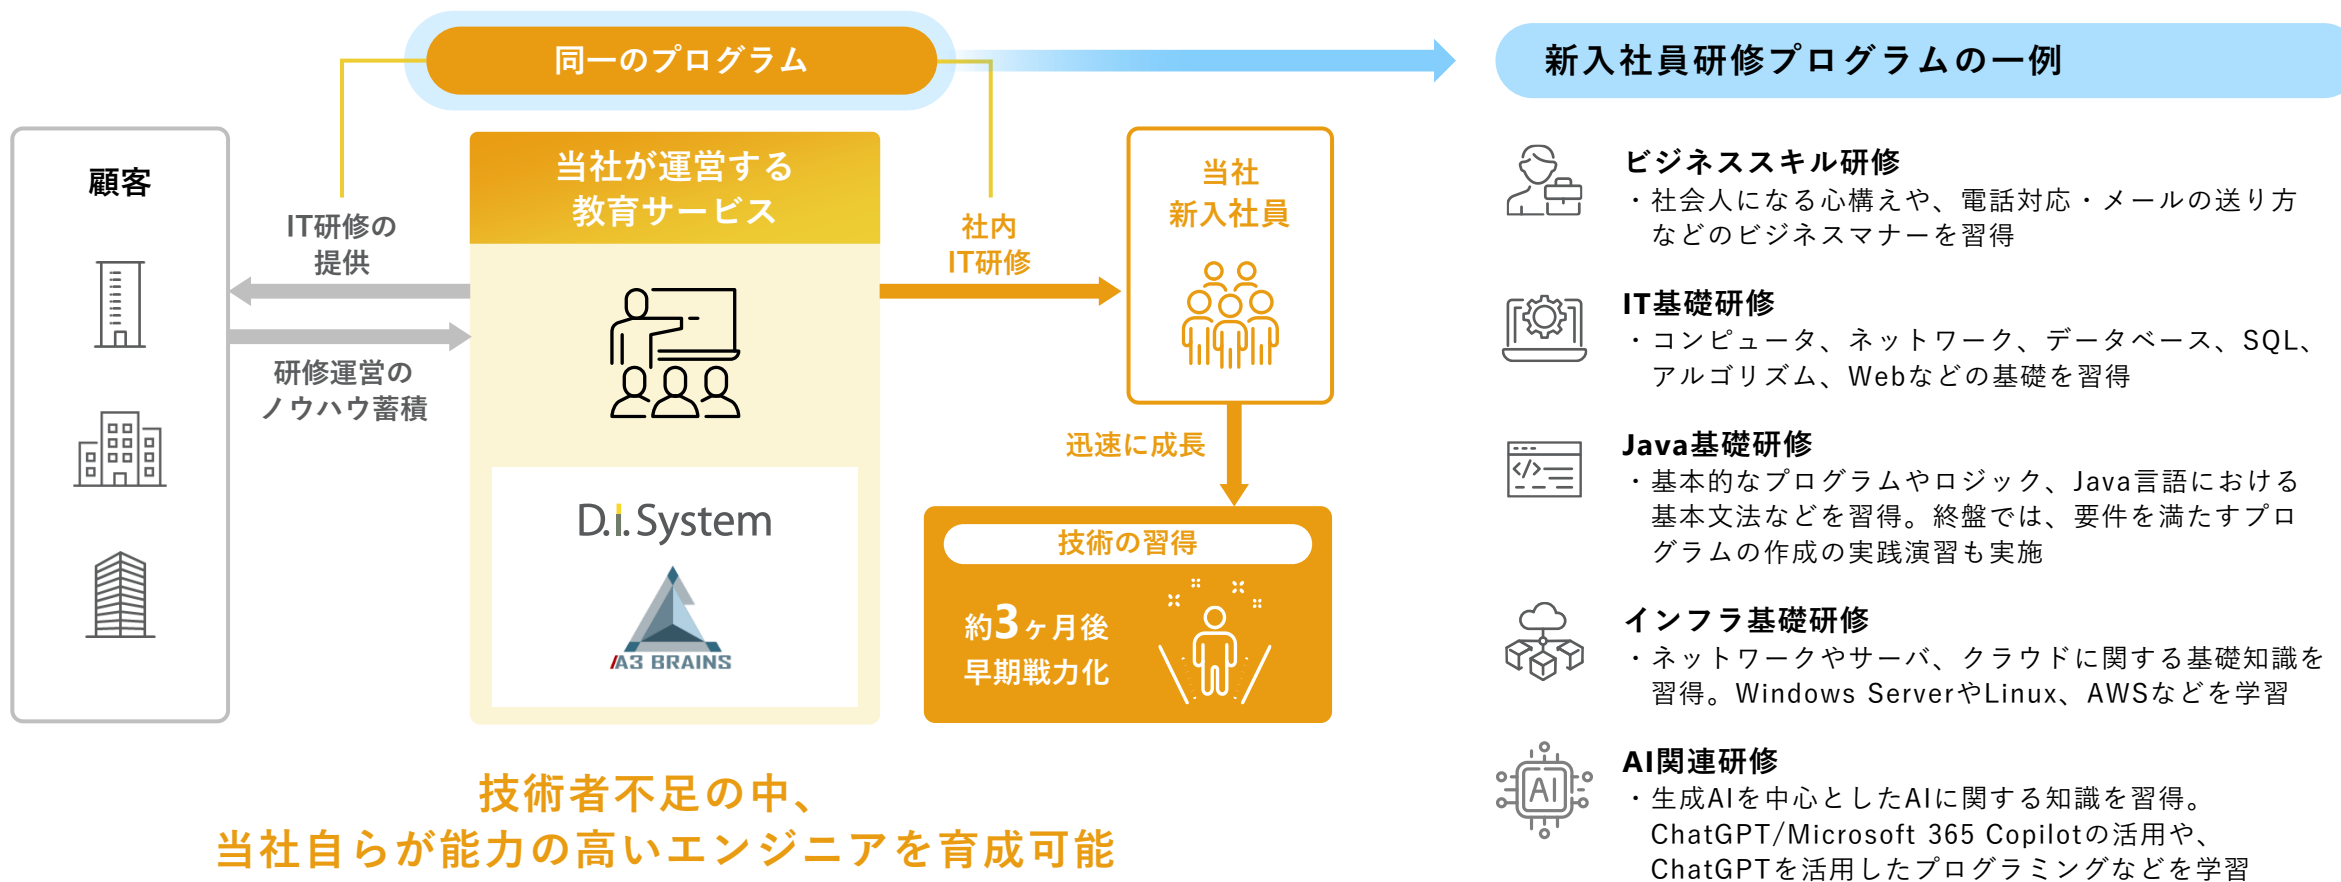 同一のプログラム
顧客
IT研修の
提供
研修運営の
ノウハウ蓄積
当社が運営する
教育サービス
D.i.System
A3 BRAINS
社内
IT研修
当社
新入社員
迅速に成長
技術の習得
約3ヶ月後
早期戦力化
技術者不足の中、
当社自らが能力の高いエンジニアを育成可能
新入社員研修プログラムの一例
ビジネススキル研修
・社会人になる心構えや、電話対応・メールの送り方
などのビジネスマナーを習得
IT基礎研修
・コンピュータ、ネットワーク、データベース、SQL、
アルゴリズム、Webなどの基礎を習得
</>
Java基礎研修
・基本的なプログラムやロジック、Java言語における
基本文法などを習得。終盤では、要件を満たすプロ
グラムの作成の実践演習も実施
インフラ基礎研修
・ネットワークやサーバ、クラウドに関する基礎知識を
習得。Windows ServerやLinux、AWSなどを学習
AI
AI関連研修
・生成AIを中心としたAIに関する知識を習得。
ChatGPT/Microsoft 365 Copilotの活用や、
ChatGPTを活用したプログラミングなどを学習